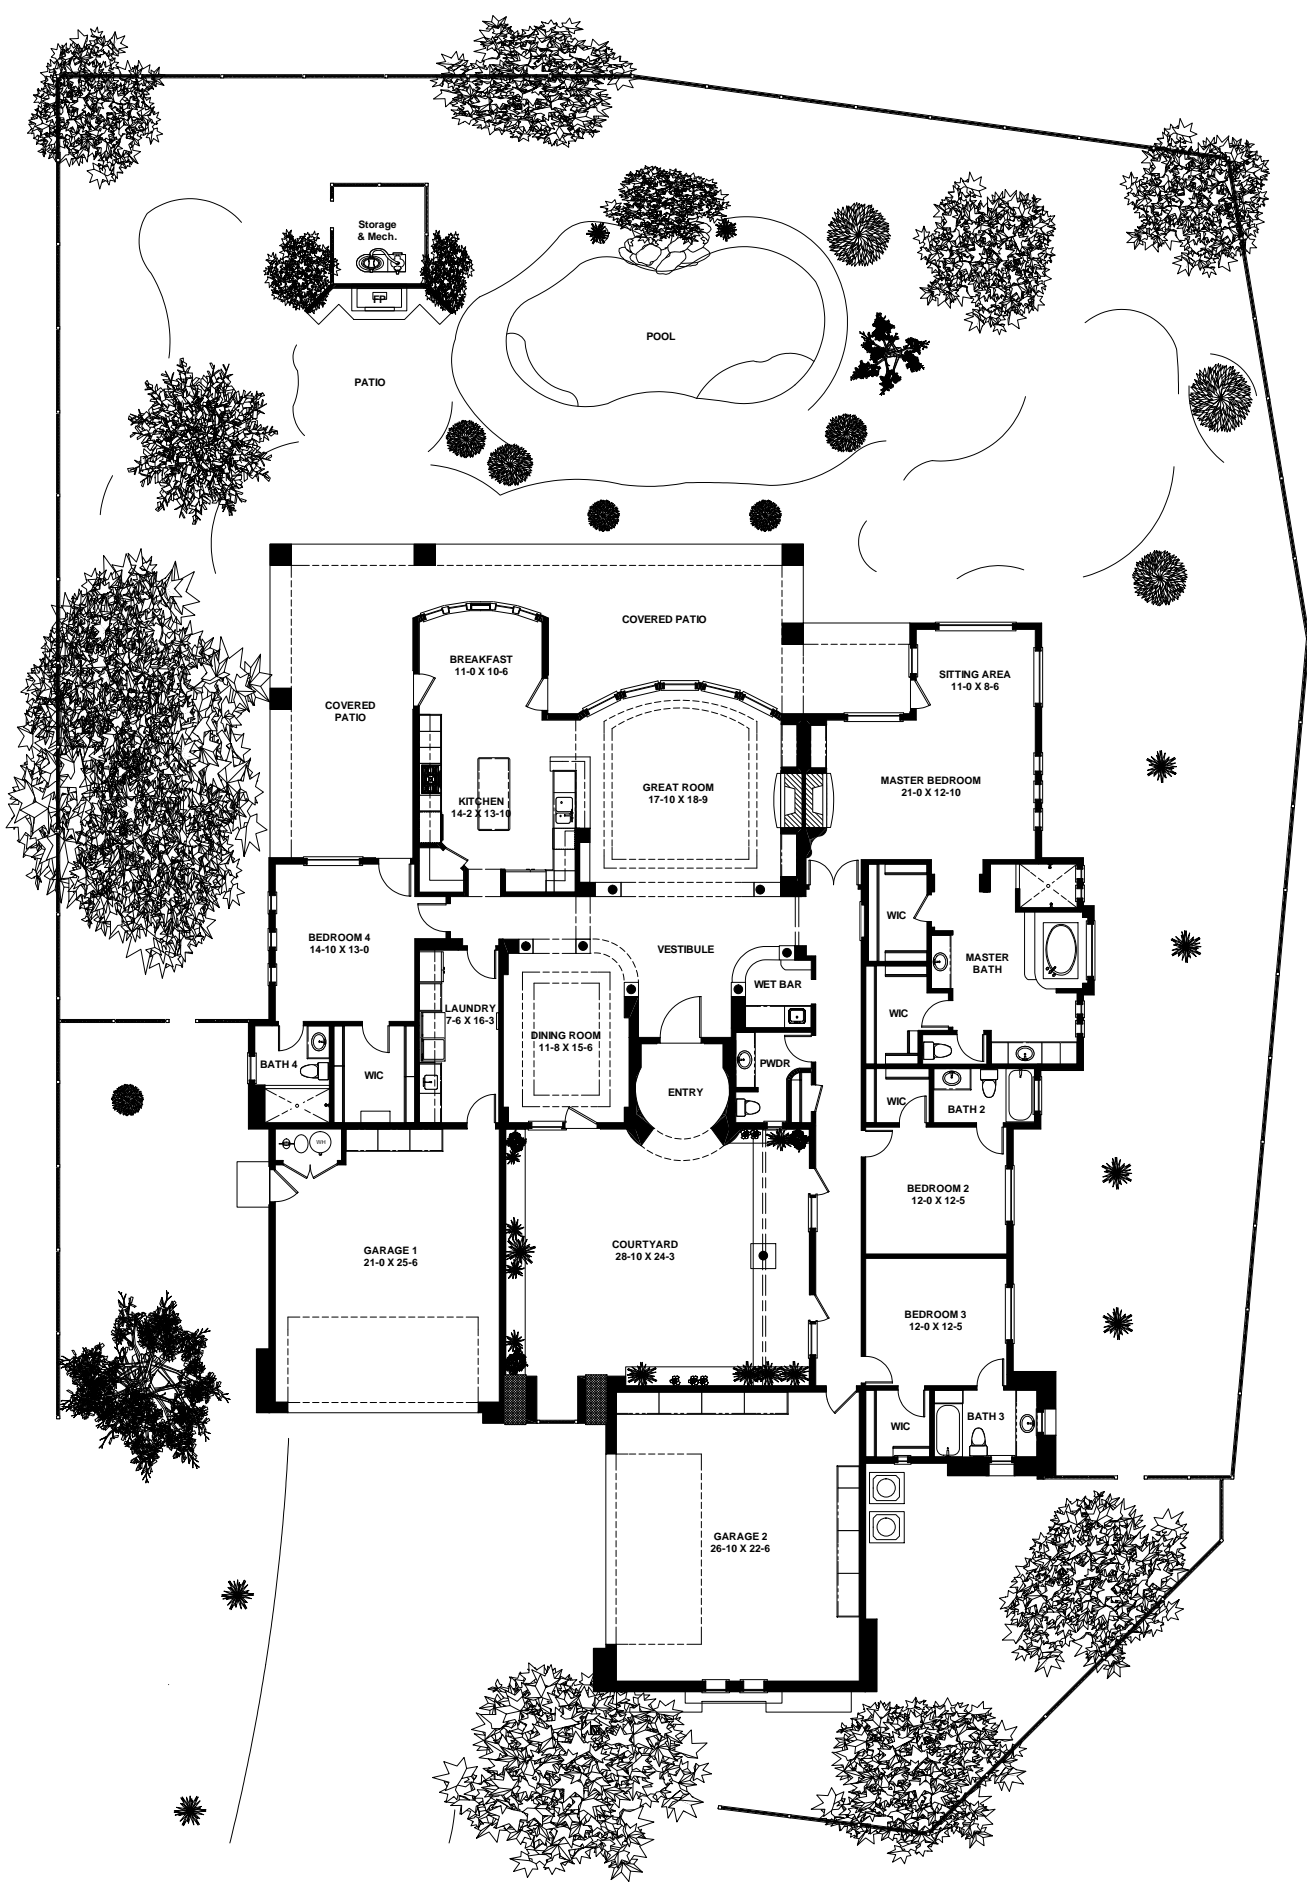 Storage
& Mech.
FP
POOL
PATIO
COVERED PATIO
BREAKFAST
11-0 X 10-6
SITTING AREA
11-0 X 8-6
COVERED
PATIO
GREAT ROOM
17-10 X 18-9
MASTER BEDROOM
21-0 X 12-10
KITCHEN
14-2 X 13-10
WIC
BEDROOM 4
14-10 X 13-0
VESTIBULE
MASTER
BATH
WET BAR
LAUNDRY
7-6 X 16-3
WIC
DINING ROOM
11-8 X 15-6
BATH 4
WIC
PWDR
ENTRY
WIC
BATH 2
WH
BEDROOM 2
12-0 X 12-5
GARAGE 1
21-0 X 25-6
COURTYARD
28-10 X 24-3
BEDROOM 3
12-0 X 12-5
WIC
BATH 3
GARAGE 2
26-10 X 22-6